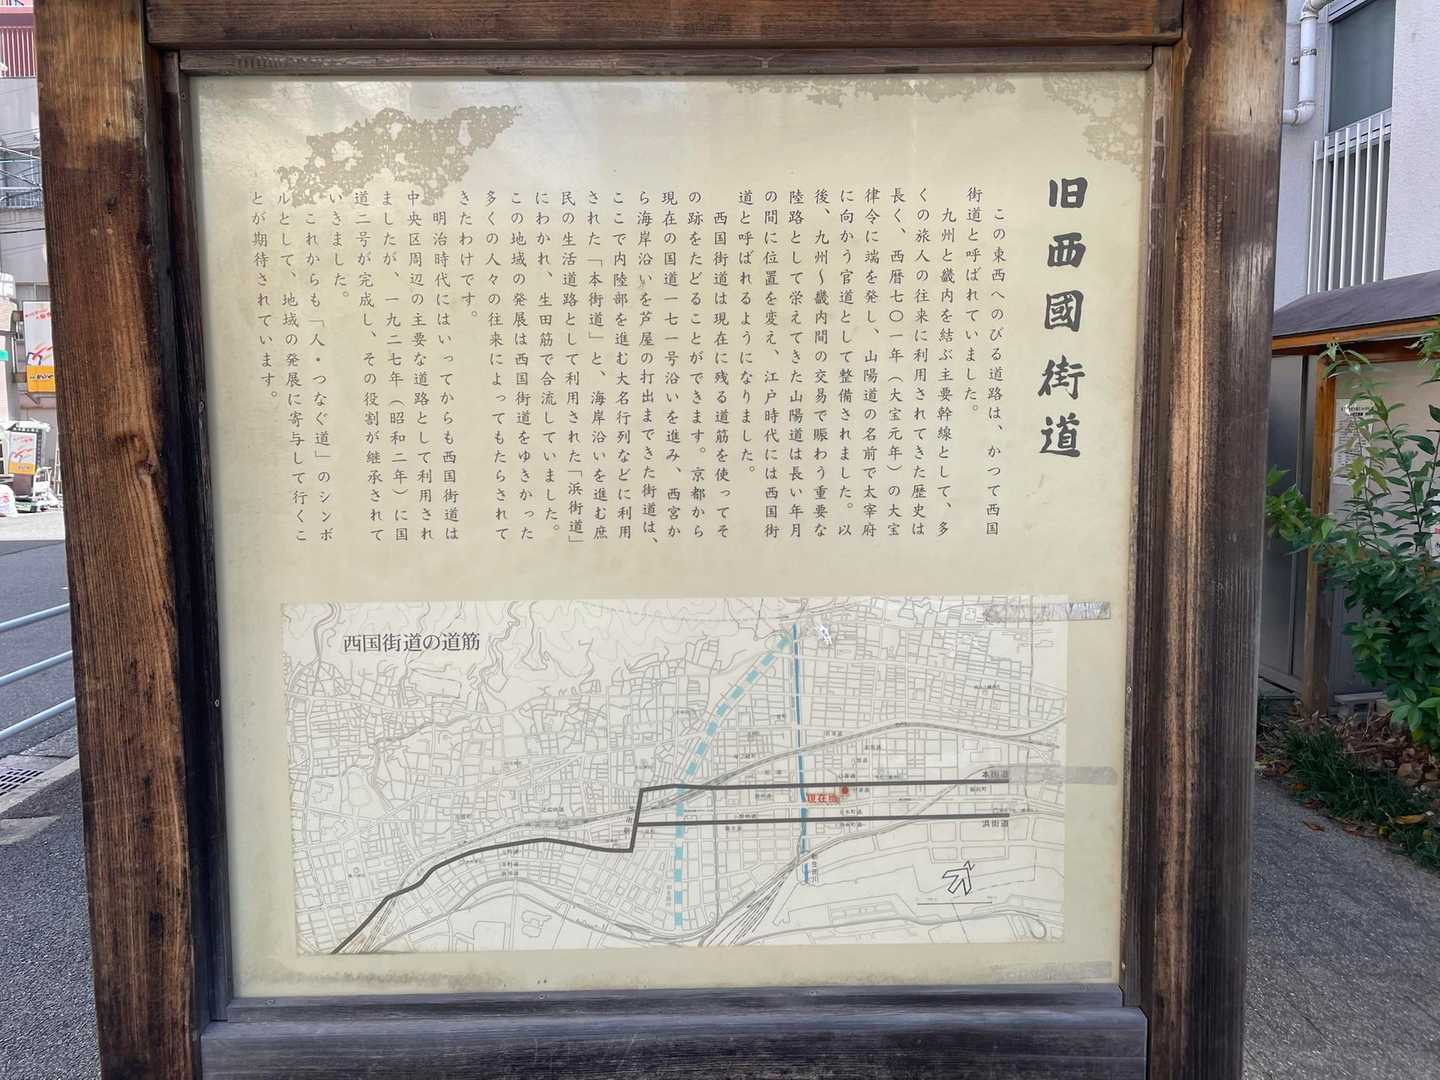 旧西國街道
この東西へのびる道路は、かつて西国
街道と呼ばれていました。
九州と畿内を結ぶ主要幹線として、多
くの旅人の往来に利用されてきた歴史は
長く、西暦七〇一年（大宝元年）の大宝
律令に端を発し、山陽道の名前で太宰府
に向かう官道として整備されました。以
後、九州〜畿内間の交易で賑わう重要な
陸路として栄えてきた山陽道は長い年月
の間に位置を変え、江戸時代には西国街
道と呼ばれるようになりました。
西国街道は現在に残る道筋を使ってそ
の跡をたどることができます。京都から
現在の国道一七一号沿いを進み、西宮か
ら海岸沿いを芦屋の打出まできた街道は、
ここで内陸部を進む大名行列などに利用
された「本街道」と、海岸沿いを進む庶
民の生活道路として利用された「浜街道」
にわかれ、生田筋で合流していました。
この地域の発展は西国街道をゆきかった
多くの人々の往来によってもたらされて
きたわけです。
明治時代にはいってからも西国街道は
中央区周辺の主要な道路として利用され
ましたが、一九二七年（昭和二年）に国
道二号が完成し、その役割が継承されて
いきました。
これからも「人・つなぐ道」のシンボ
ルとして、地域の発展に寄与して行くこ
とが期待されています。
西国街道の道筋
本街道
現在地
浜街道